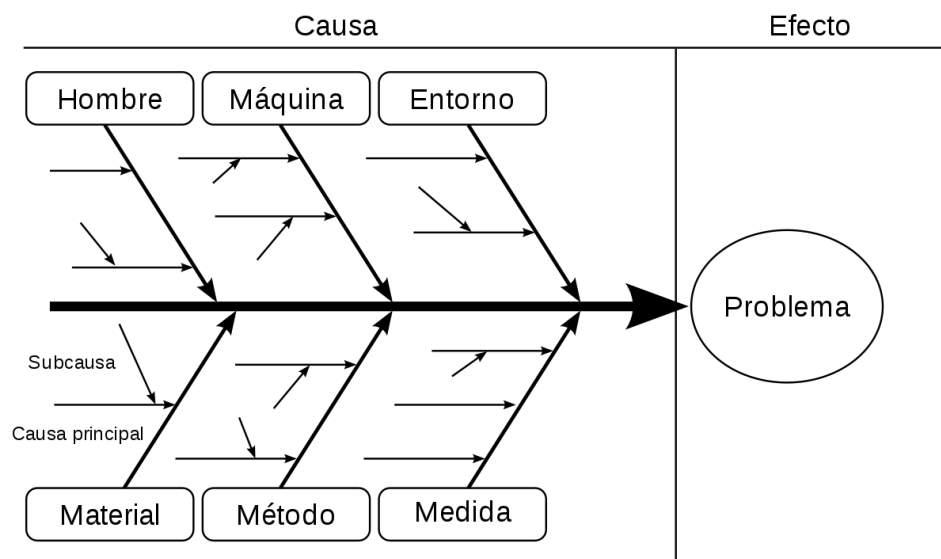 Causa
Efecto
Hombre
Máquina
Entorno
Problema
Subcausa
Causa principal
Material
Método
Medida